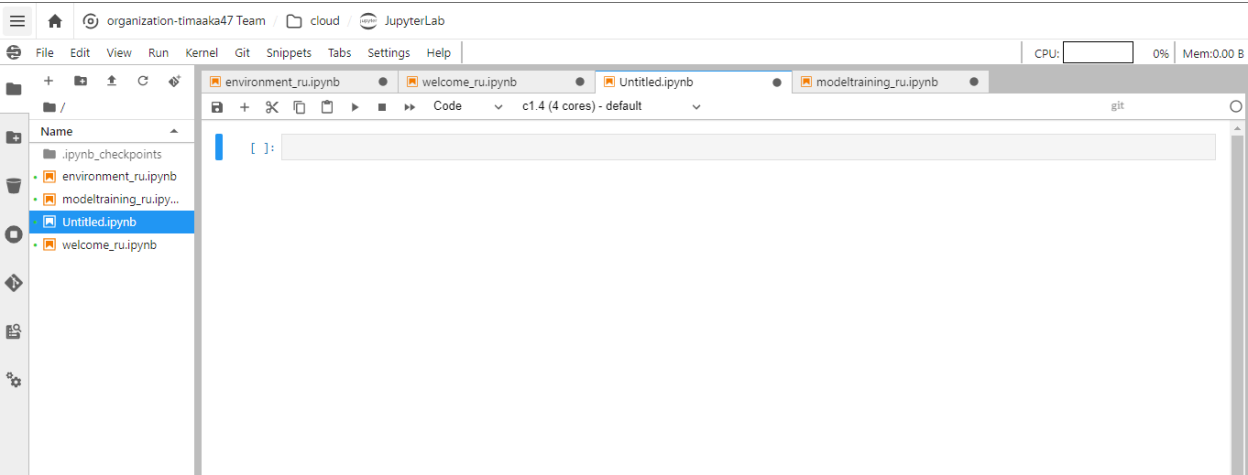 organization-timaaka47 Team / cloud / JupyterLab
File Edit View Run Kernel Git Snippets Tabs Settings Help CPU: 0% Mem:0.00 B
environment_ru.ipynb welcome_ru.ipynb Untitled.ipynb modeltraining_ru.ipynb
/ Code c1.4 (4 cores) - default git
Name
.ipynb_checkpoints
[ ]:
environment_ru.ipynb
modeltraining_ru.ipy...
Untitled.ipynb
welcome_ru.ipynb